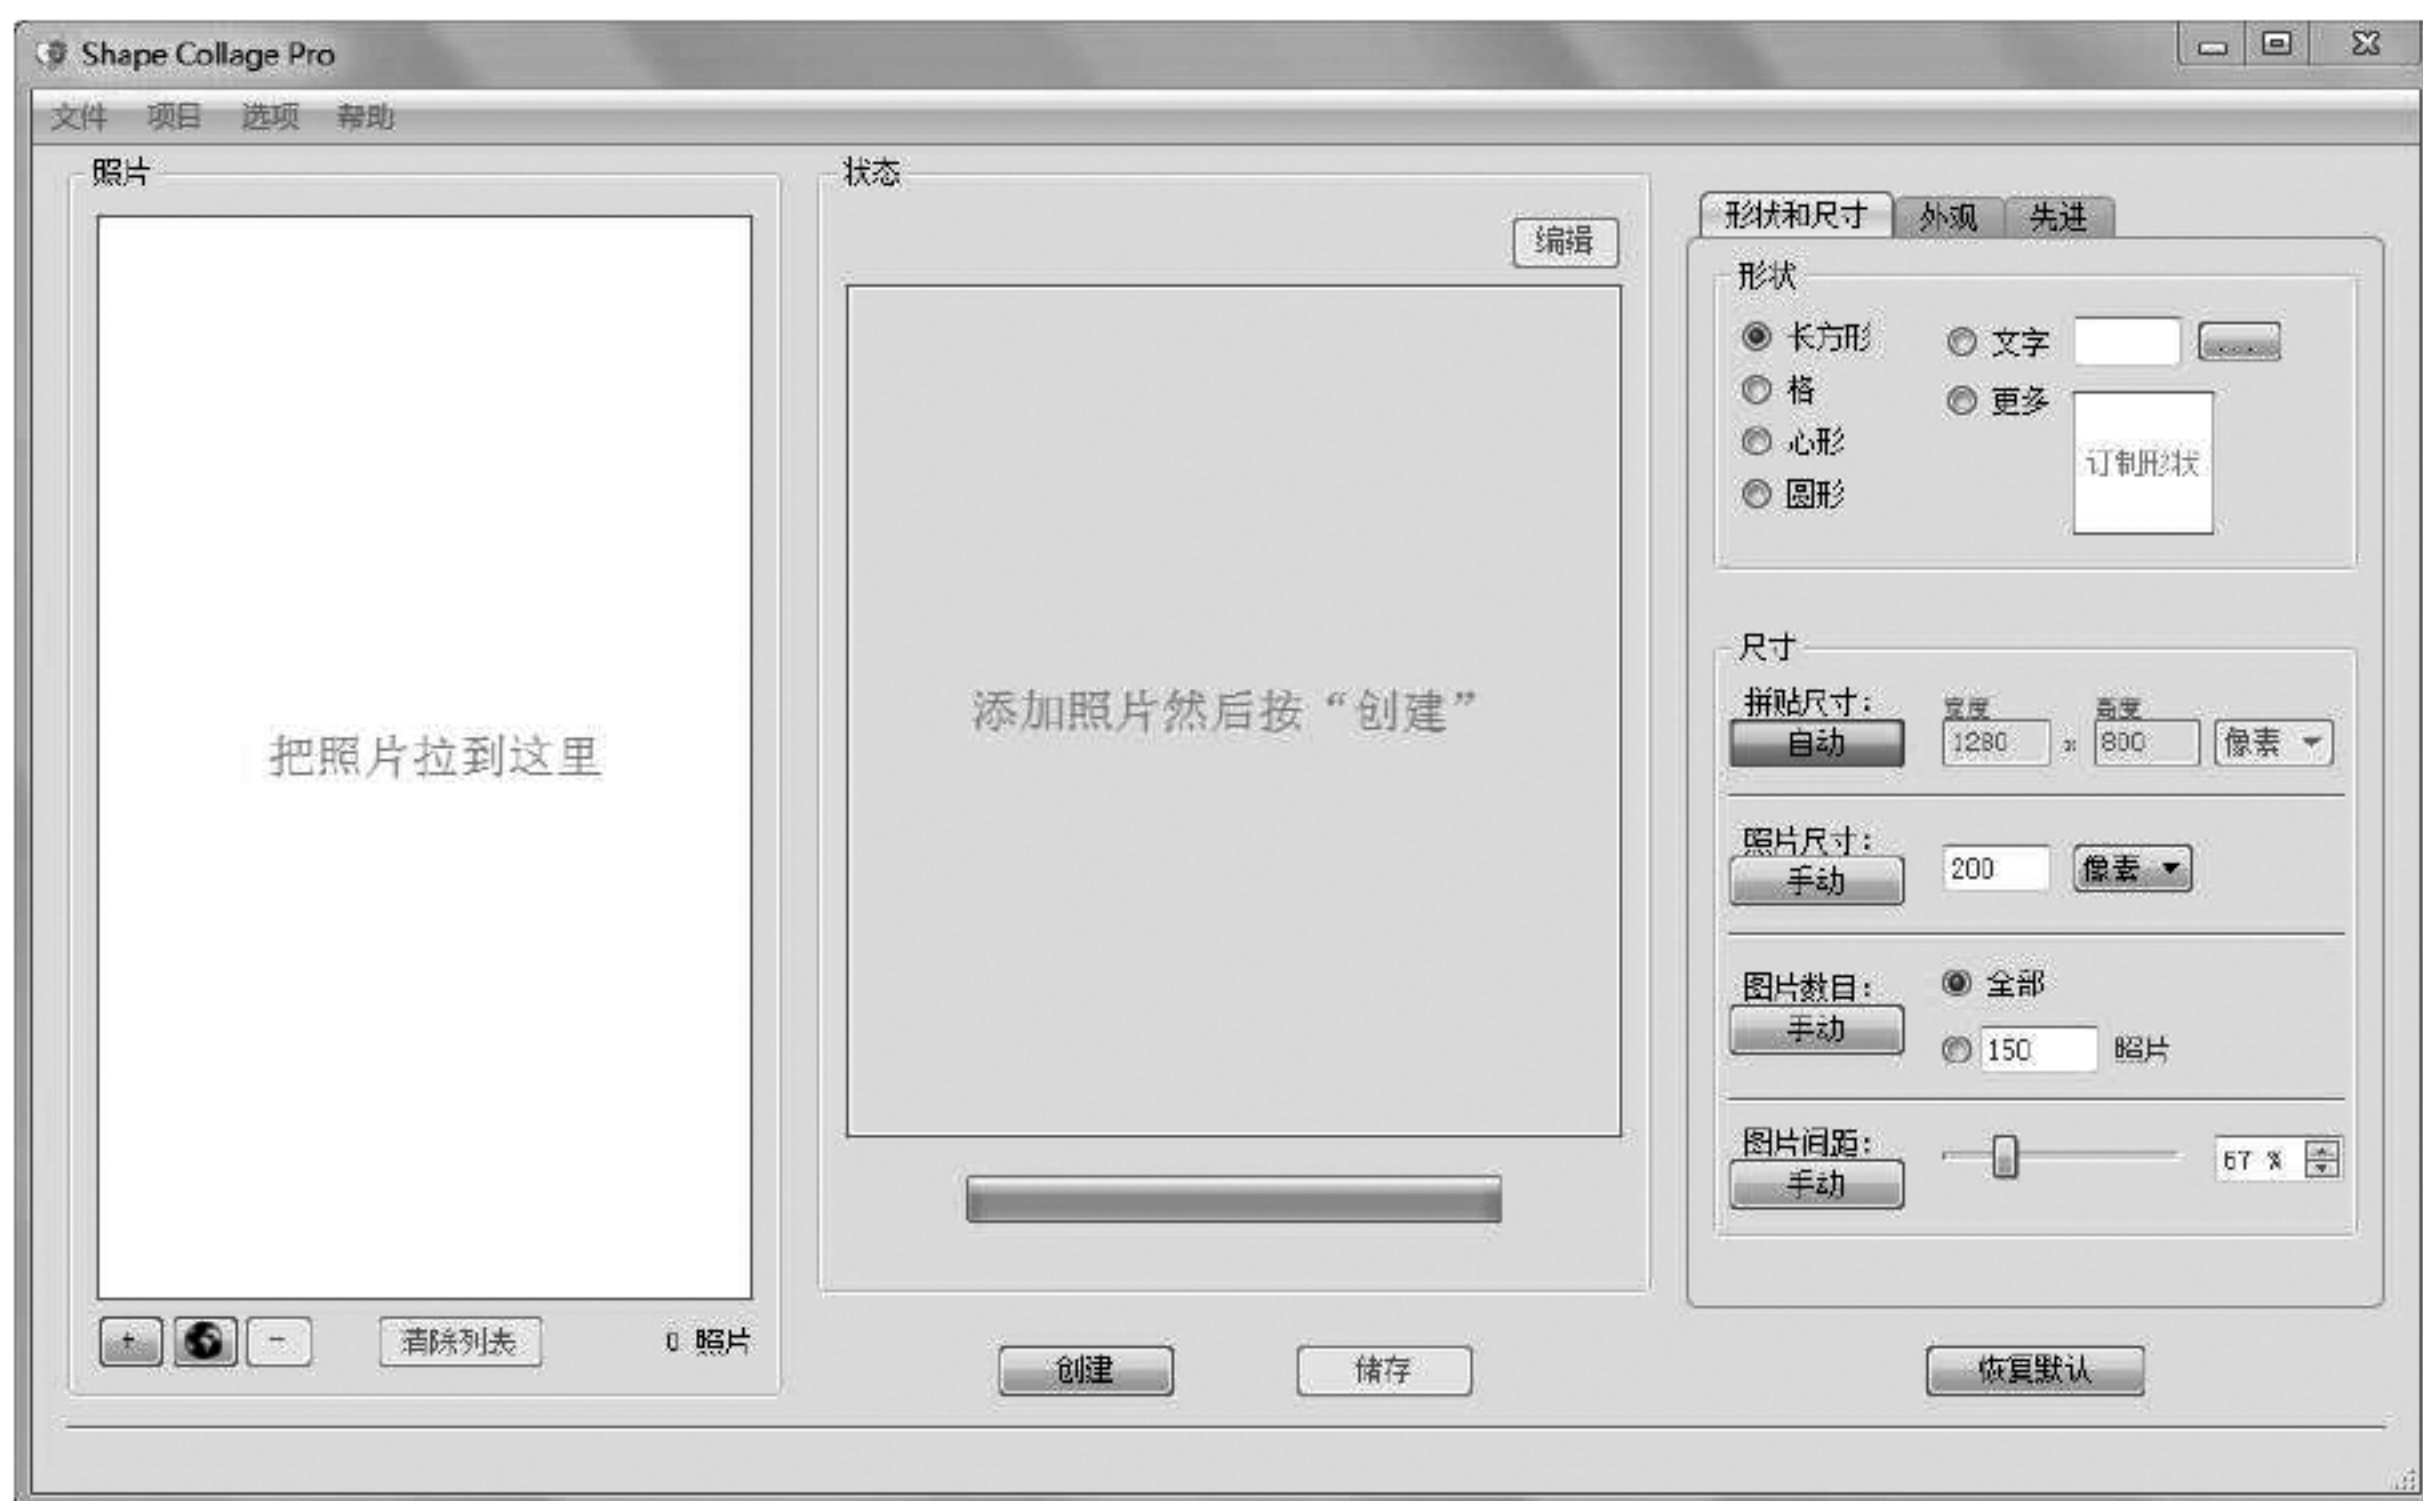 Shape Collage Pro
文件 项目 选项 帮助
照片
把照片拉到这里
+ - 清除列表 0 照片
状态
编辑
添加照片然后按“创建”
创建 储存
形状和尺寸 外观 先进
形状
长方形 文字 ...
格 更多
心形 订制形状
圆形
尺寸
拼贴尺寸: 宽度 高度
自动 1280 x 800 像素
照片尺寸:
手动 200 像素
图片数目: 全部
手动 150 照片
图片间距:
手动 67 %
恢复默认